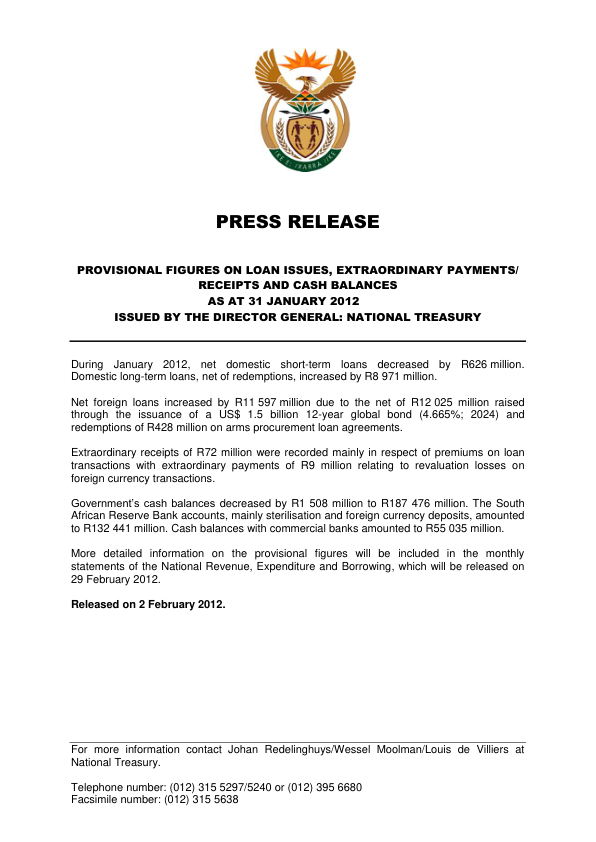 !KE E: /XARRA //KE
PRESS RELEASE
PROVISIONAL FIGURES ON LOAN ISSUES, EXTRAORDINARY PAYMENTS/
RECEIPTS AND CASH BALANCES
AS AT 31 JANUARY 2012
ISSUED BY THE DIRECTOR GENERAL: NATIONAL TREASURY
During January 2012, net domestic short-term loans decreased by R626 million.
Domestic long-term loans, net of redemptions, increased by R8 971 million.
Net foreign loans increased by R11 597 million due to the net of R12 025 million raised
through the issuance of a US$ 1.5 billion 12-year global bond (4.665%; 2024) and
redemptions of R428 million on arms procurement loan agreements.
Extraordinary receipts of R72 million were recorded mainly in respect of premiums on loan
transactions with extraordinary payments of R9 million relating to revaluation losses on
foreign currency transactions.
Government's cash balances decreased by R1 508 million to R187 476 million. The South
African Reserve Bank accounts, mainly sterilisation and foreign currency deposits, amounted
to R132 441 million. Cash balances with commercial banks amounted to R55 035 million.
More detailed information on the provisional figures will be included in the monthly
statements of the National Revenue, Expenditure and Borrowing, which will be released on
29 February 2012.
Released on 2 February 2012.
For more information contact Johan Redelinghuys/Wessel Moolman/Louis de Villiers at
National Treasury.
Telephone number: (012) 315 5297/5240 or (012) 395 6680
Facsimile number: (012) 315 5638